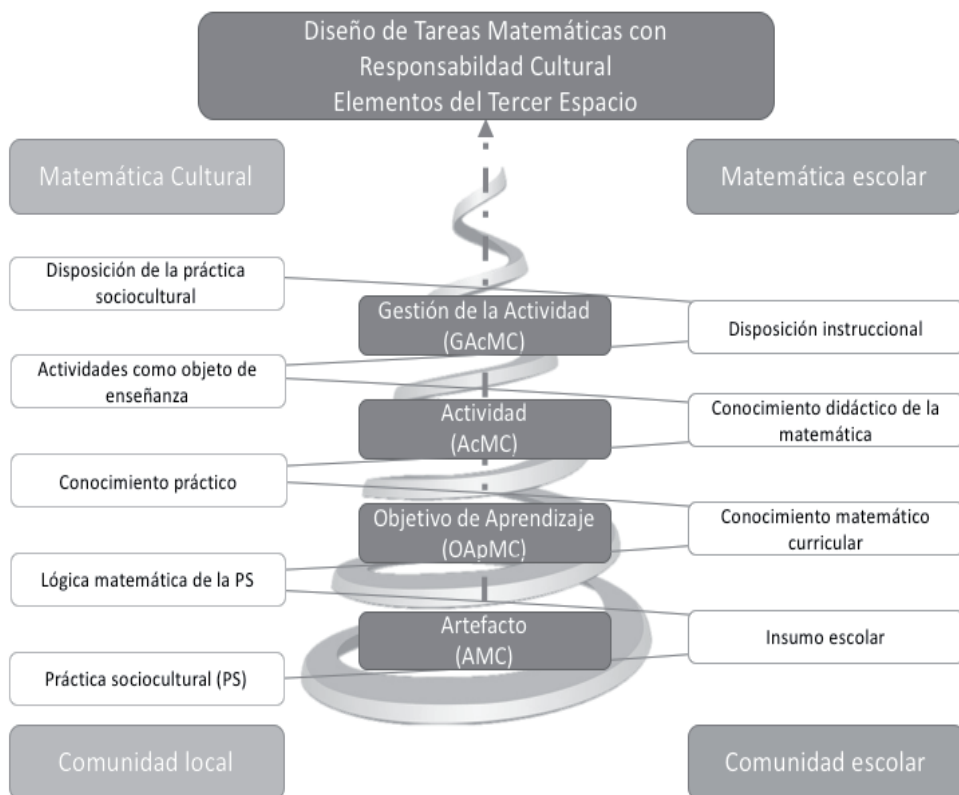 Diseño de Tareas Matemáticas con
Responsabildad Cultural
Elementos del Tercer Espacio
Matemática Cultural
Matemática escolar
Disposición de la práctica
sociocultural
Gestión de la Actividad
(GAcMC)
Disposición instruccional
Actividades como objeto de
enseñanza
Actividad
(AcMC)
Conocimiento didáctico de la
matemática
Conocimiento práctico
Objetivo de Aprendizaje
(OApMC)
Conocimiento matemático
curricular
Lógica matemática de la PS
Artefacto
(AMC)
Insumo escolar
Práctica sociocultural (PS)
Comunidad local
Comunidad escolar